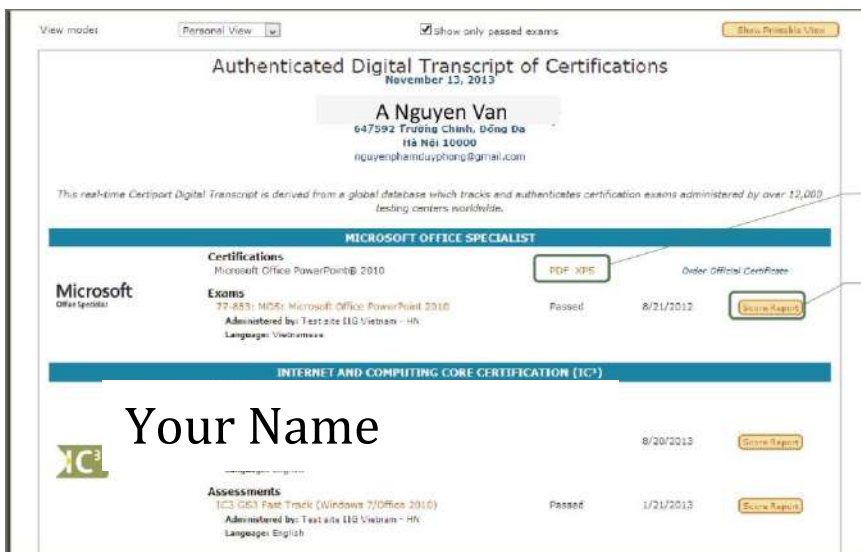 View mode: Personal View Show only passed exams Show Printable View
Authenticated Digital Transcript of Certifications
November 13, 2013
A Nguyen Van
647592 Trường Chinh, Đống Đa
Hà Nội 10000
nguyenphamduyphong@gmail.com
This real-time Certiport Digital Transcript is derived from a global database which tracks and authenticates certification exams administered by over 12,000
testing centers worldwide.
MICROSOFT OFFICE SPECIALIST
Certifications
Microsoft Office PowerPoint® 2010 PDF XPS Order Official Certificate
Microsoft
Office Specialist
Exams
77-883: MOS: Microsoft Office PowerPoint 2010 Passed 8/21/2012 Score Report
Administered by: Test site IIG Vietnam - HN
Language: Vietnamese
INTERNET AND COMPUTING CORE CERTIFICATION (IC³)
Your Name
8/20/2013 Score Report
IC³
Assessments
IC3 GS3 Fast Track (Windows 7/Office 2010) Passed 1/21/2013 Score Report
Administered by: Test site IIG Vietnam - HN
Language: English